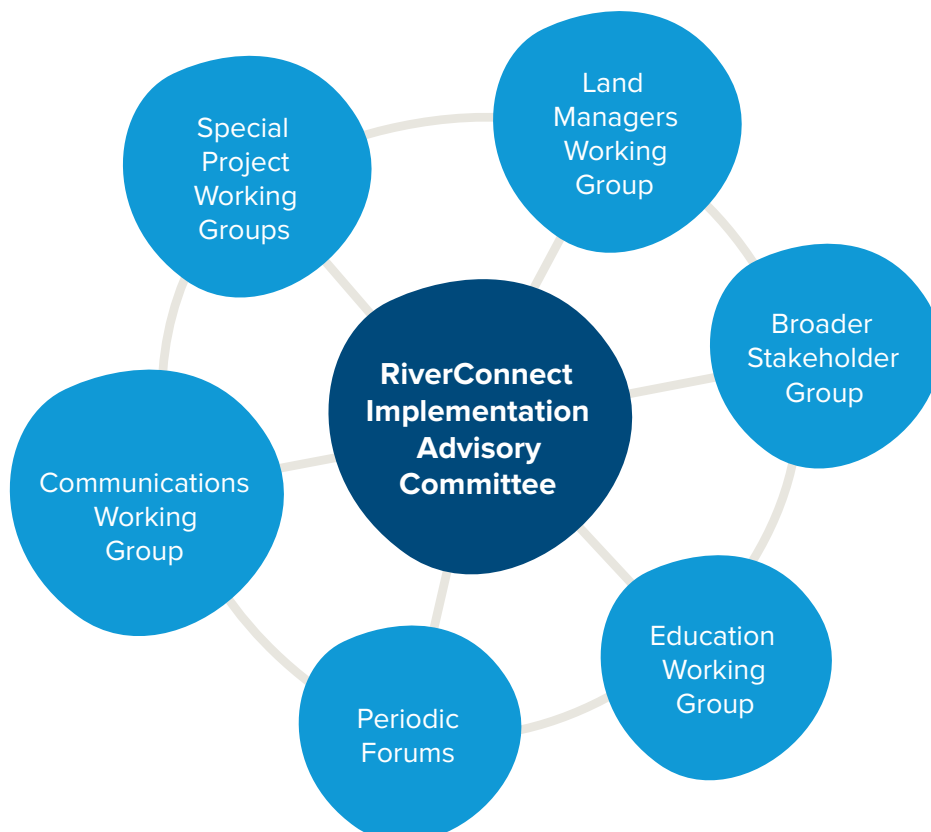 Land
Managers
Working
Group
Special
Project
Working
Groups
Broader
Stakeholder
Group
RiverConnect
Implementation
Advisory
Committee
Communications
Working
Group
Education
Working
Group
Periodic
Forums